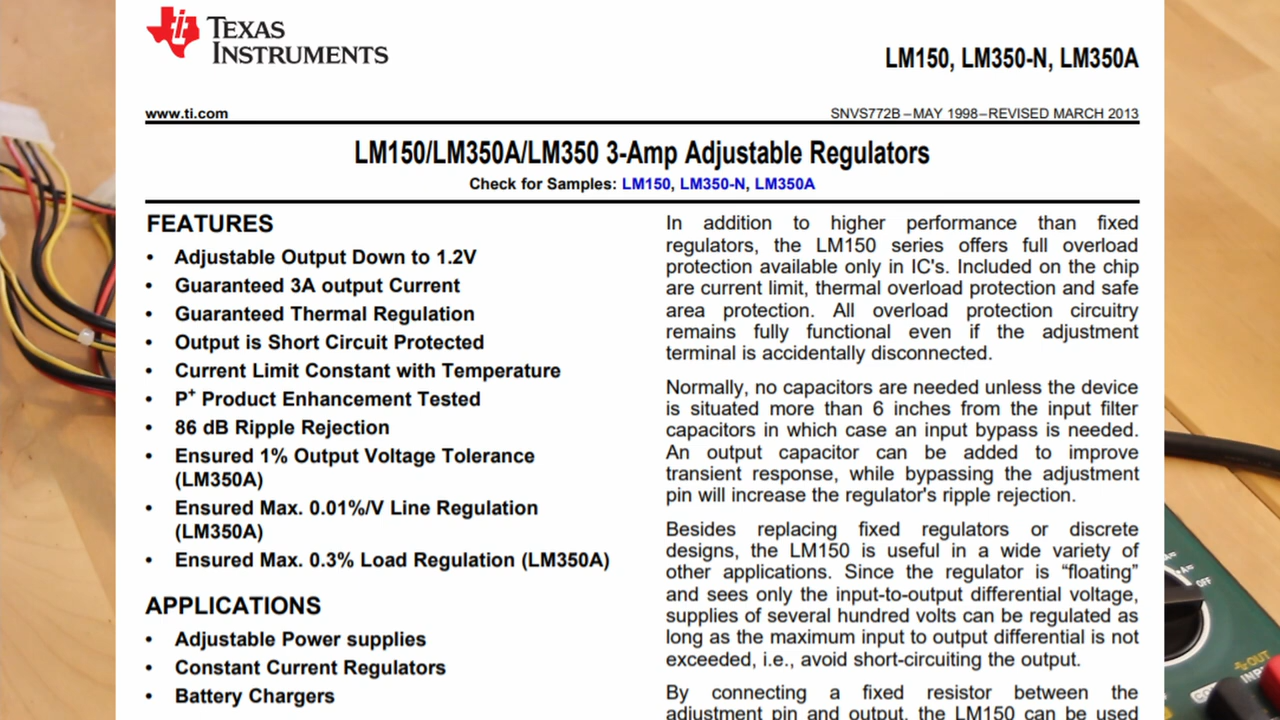 TEXAS
INSTRUMENTS
LM150, LM350-N, LM350A
www.ti.com
SNVS772B – MAY 1998 – REVISED MARCH 2013
LM150/LM350A/LM350 3-Amp Adjustable Regulators
Check for Samples: LM150, LM350-N, LM350A
FEATURES
• Adjustable Output Down to 1.2V
• Guaranteed 3A output Current
• Guaranteed Thermal Regulation
• Output is Short Circuit Protected
• Current Limit Constant with Temperature
• P+ Product Enhancement Tested
• 86 dB Ripple Rejection
• Ensured 1% Output Voltage Tolerance
(LM350A)
• Ensured Max. 0.01%/V Line Regulation
(LM350A)
• Ensured Max. 0.3% Load Regulation (LM350A)
APPLICATIONS
• Adjustable Power supplies
• Constant Current Regulators
• Battery Chargers
In addition to higher performance than fixed
regulators, the LM150 series offers full overload
protection available only in IC's. Included on the chip
are current limit, thermal overload protection and safe
area protection. All overload protection circuitry
remains fully functional even if the adjustment
terminal is accidentally disconnected.
Normally, no capacitors are needed unless the device
is situated more than 6 inches from the input filter
capacitors in which case an input bypass is needed.
An output capacitor can be added to improve
transient response, while bypassing the adjustment
pin will increase the regulator's ripple rejection.
Besides replacing fixed regulators or discrete
designs, the LM150 is useful in a wide variety of
other applications. Since the regulator is “floating”
and sees only the input-to-output differential voltage,
supplies of several hundred volts can be regulated as
long as the maximum input to output differential is not
exceeded, i.e., avoid short-circuiting the output.
By connecting a fixed resistor between the
adjustment pin and output, the LM150 can be used
OFF
OUT